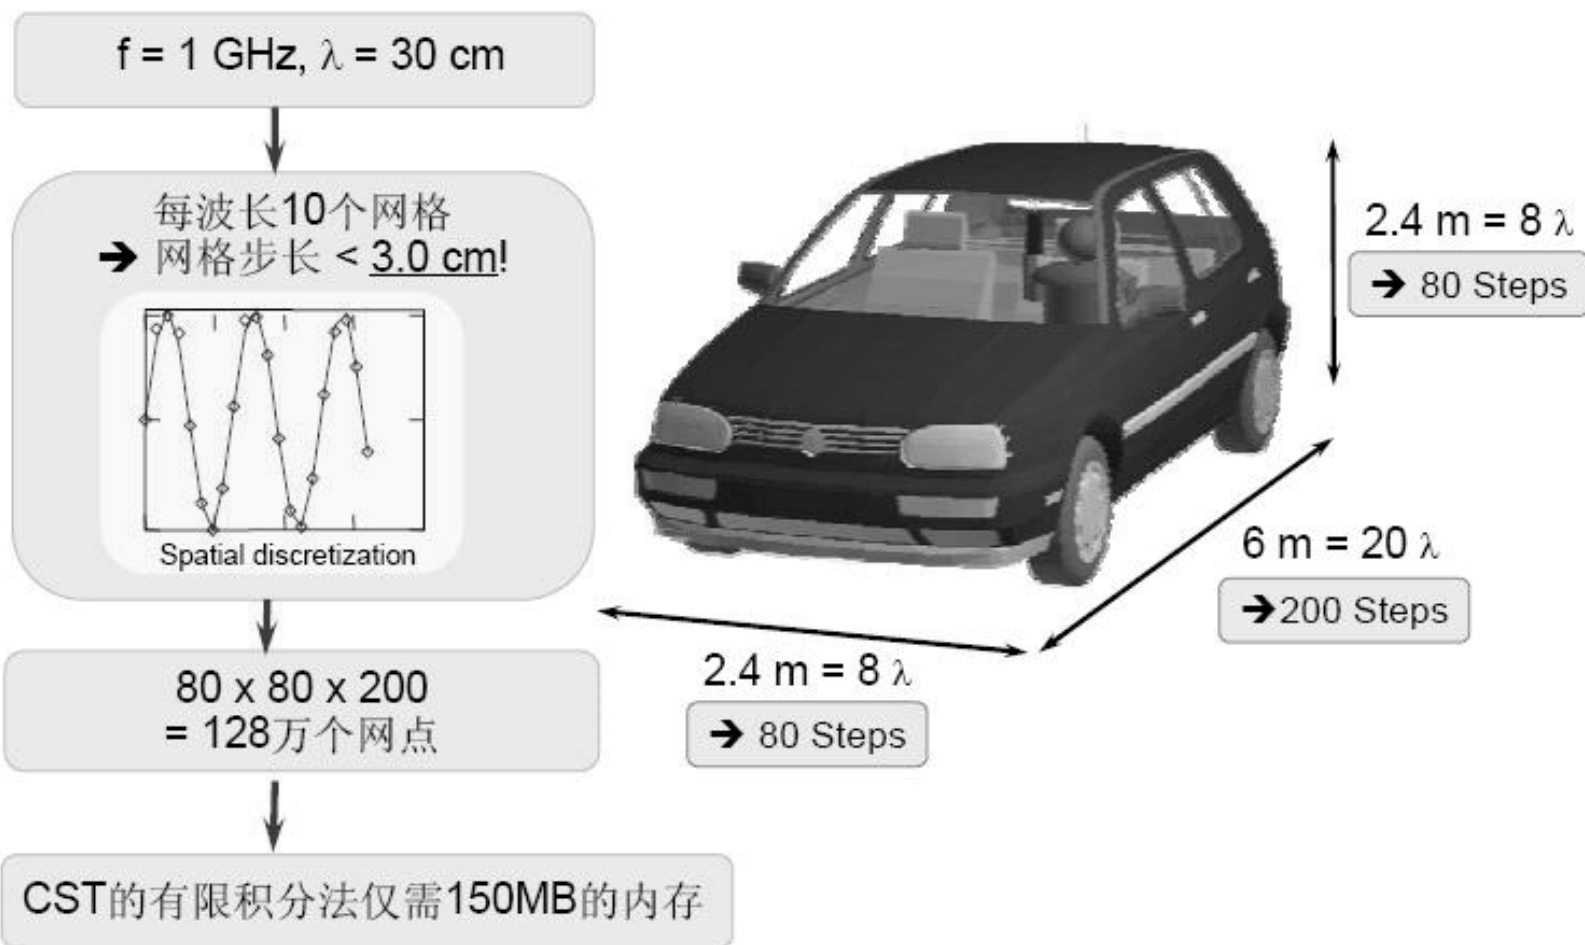 f = 1 GHz, λ = 30 cm
每波长10个网格
➔ 网格步长 < 3.0 cm!
Spatial discretization
80 x 80 x 200
= 128万个网点
CST的有限积分法仅需150MB的内存
2.4 m = 8 λ
➔ 80 Steps
6 m = 20 λ
➔200 Steps
2.4 m = 8 λ
➔ 80 Steps